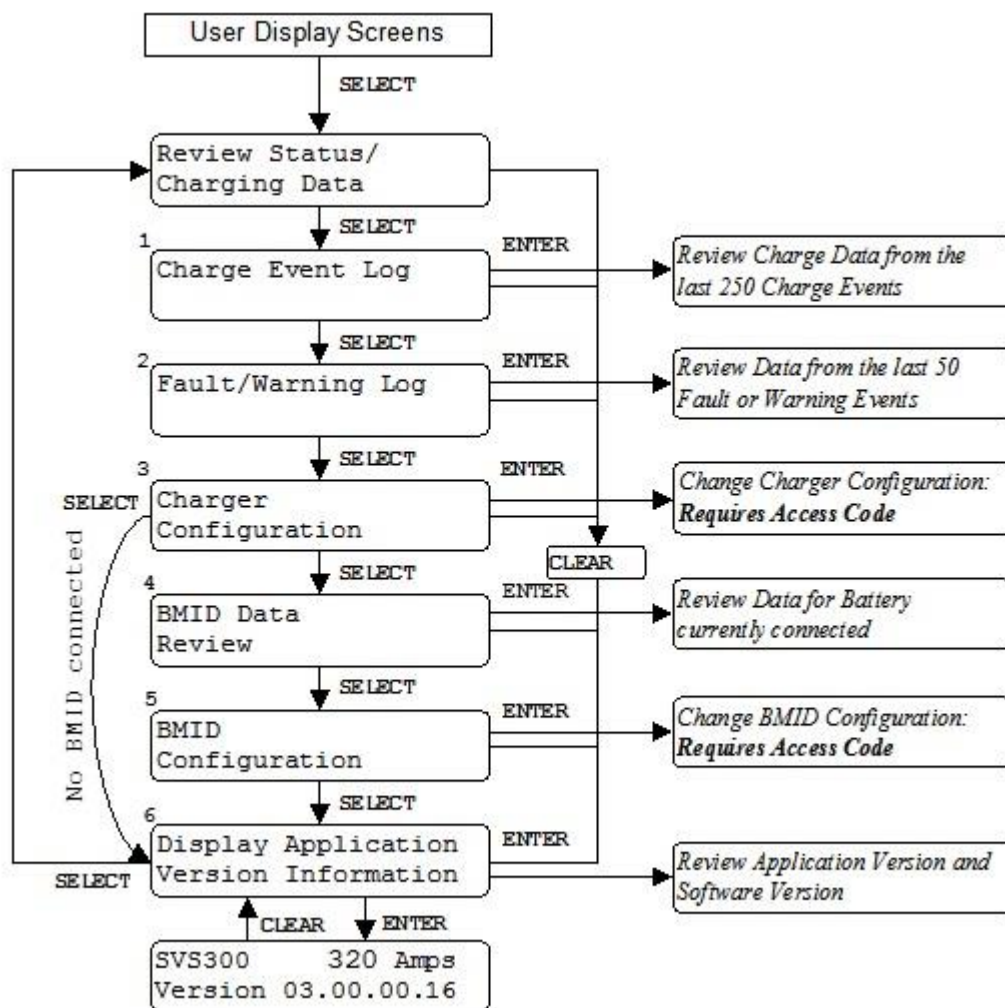 User Display Screens
SELECT
Review Status/
Charging Data
SELECT
1
ENTER
Charge Event Log
Review Charge Data from the
last 250 Charge Events
SELECT
2
ENTER
Fault/Warning Log
Review Data from the last 50
Fault or Warning Events
SELECT
3
ENTER
SELECT
Charger
Configuration
Change Charger Configuration:
Requires Access Code
No BMID connected
CLEAR
SELECT
4
ENTER
BMID Data
Review
Review Data for Battery
currently connected
SELECT
5
ENTER
BMID
Configuration
Change BMID Configuration:
Requires Access Code
SELECT
6
ENTER
Display Application
Version Information
Review Application Version and
Software Version
SELECT
CLEAR
ENTER
SVS300 320 Amps
Version 03.00.00.16